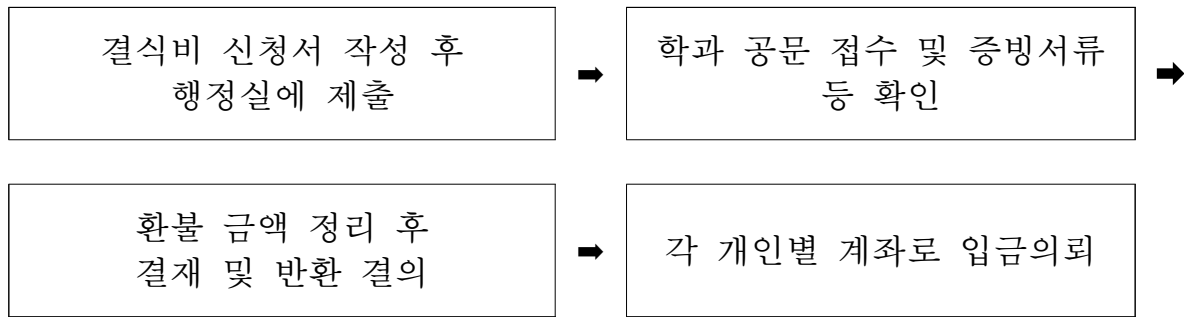 결식비 신청서 작성 후
행정실에 제출
➡
학과 공문 접수 및 증빙서류
등 확인
➡
환불 금액 정리 후
결재 및 반환 결의
➡
각 개인별 계좌로 입금의뢰